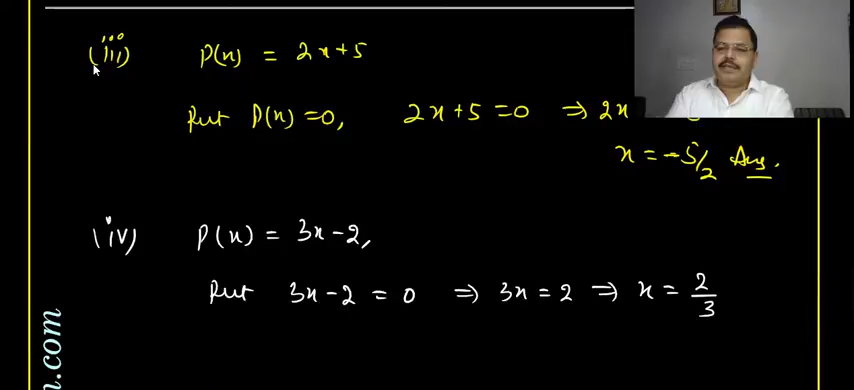 (iii) P(x) = 2x+5
Put P(x) =0, 2x+5 =0 ⇒ 2x
x = -5/2 Ans.
(iv) P(x) = 3x-2,
Put 3x-2 = 0 ⇒ 3x = 2 ⇒ x = 2/3